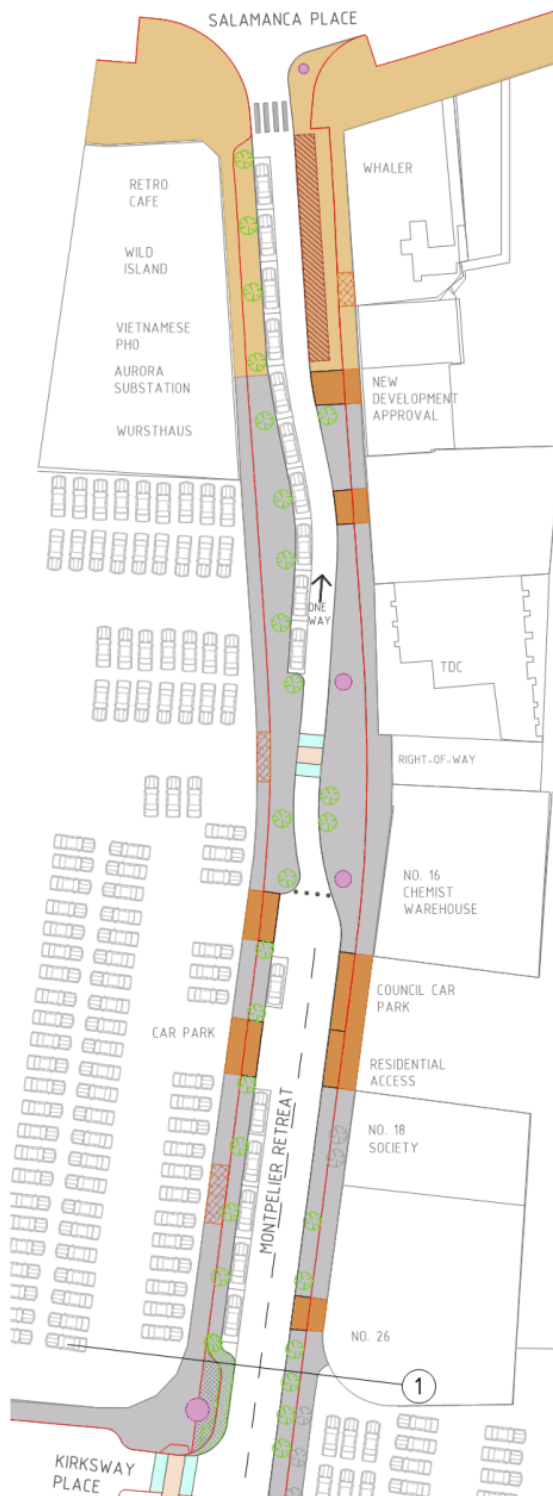 SALAMANCA PLACE
WHALER
RETRO
CAFE
WILD
ISLAND
VIETNAMESE
PHO
AURORA
SUBSTATION
WURSTHAUS
NEW
DEVELOPMENT
APPROVAL
ONE
WAY
TDC
RIGHT-OF-WAY
NO. 16
CHEMIST
WAREHOUSE
COUNCIL CAR
PARK
CAR PARK
RESIDENTIAL
ACCESS
MONTPELIER RETREAT
NO. 18
SOCIETY
NO. 26
1
KIRKSWAY
PLACE